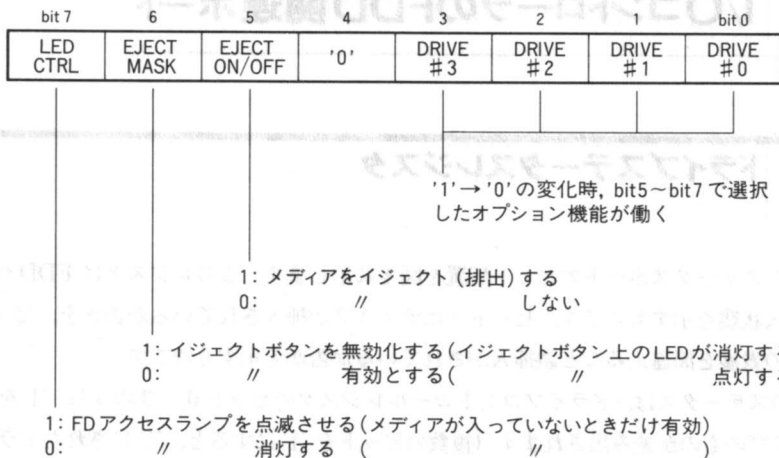 bit 7 6 5 4 3 2 1 bit 0
LED CTRL EJECT MASK EJECT ON/OFF '0' DRIVE #3 DRIVE #2 DRIVE #1 DRIVE #0
'1'→'0'の変化時, bit5～bit7で選択
したオプション機能が働く
1: メディアをイジェクト(排出)する
0: 〃 しない
1: イジェクトボタンを無効化する(イジェクトボタン上のLEDが消灯す
0: 〃 有効とする( 〃 点灯す
1: FDアクセスランプを点滅させる(メディアが入っていないときだけ有効)
0: 〃 消灯する ( 〃 )